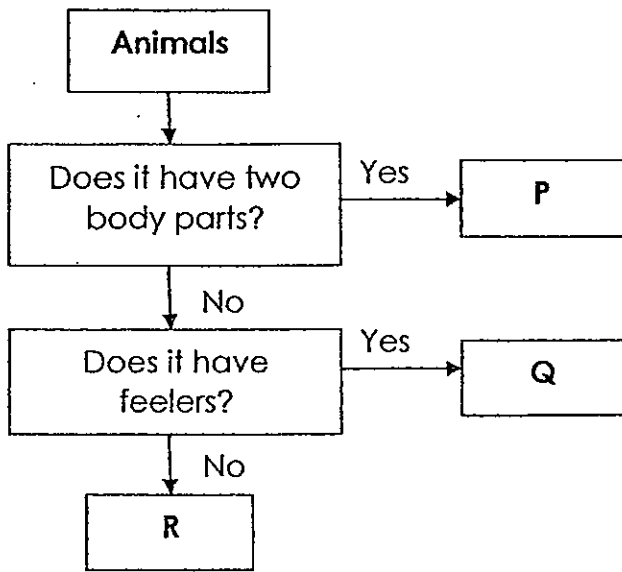 Animals
Does it have two
body parts?
Yes
P
No
Does it have
feelers?
Yes
Q
No
R